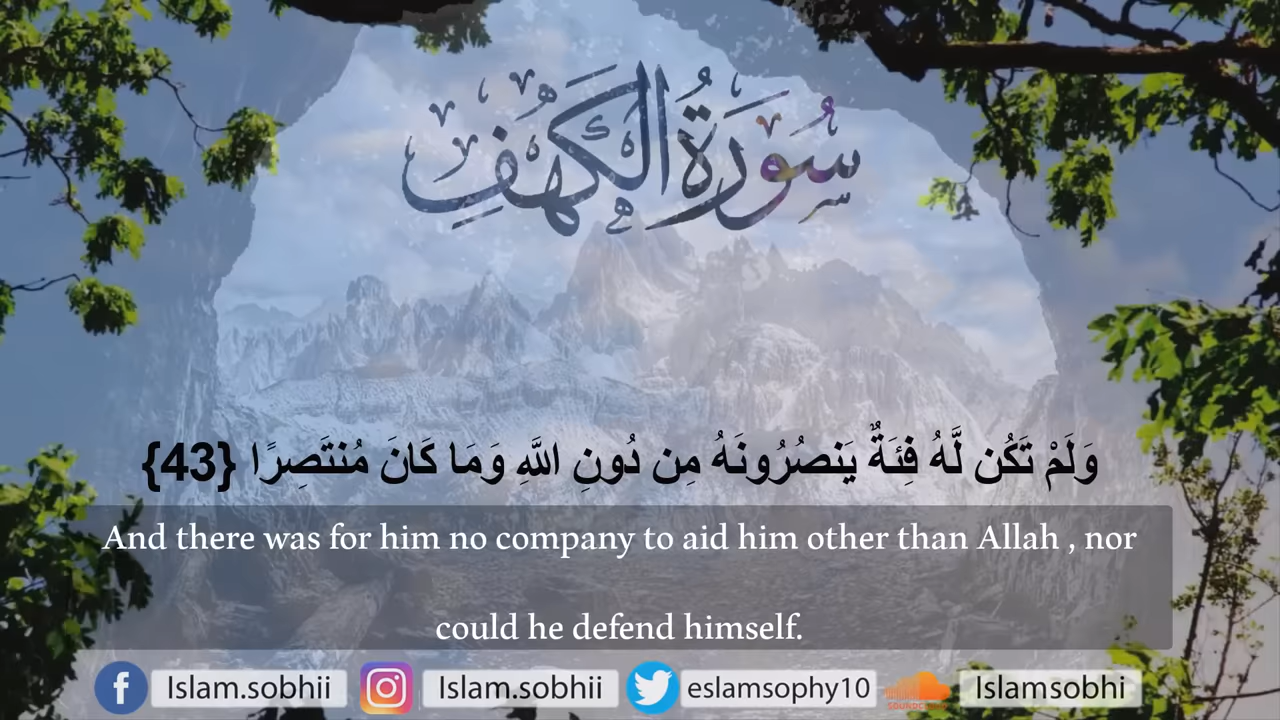 سُورَةُ الكَهْفِ
وَلَمْ تَكُن لَّهُ فِئَةٌ يَنصُرُونَهُ مِن دُونِ اللَّهِ وَمَا كَانَ مُنتَصِرًا {43}
And there was for him no company to aid him other than Allah , nor
could he defend himself.
Islam.sobhii Islam.sobhii eslamsophy10 SOUNDCLOUD Islamsobhi